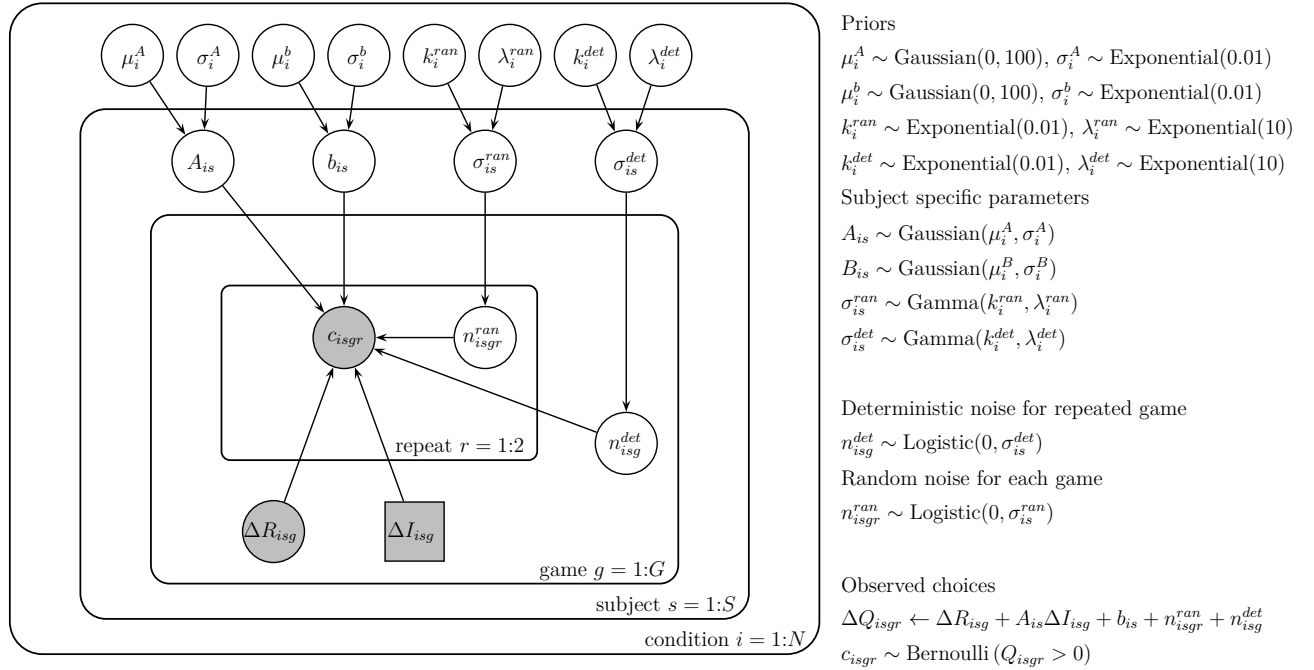 μ_i^A σ_i^A μ_i^b σ_i^b k_i^{ran} λ_i^{ran} k_i^{det} λ_i^{det}
A_{is} b_{is} σ_{is}^{ran} σ_{is}^{det}
c_{isgr} n_{isgr}^{ran}
n_{isg}^{det}
repeat r = 1:2
ΔR_{isg} ΔI_{isg}
game g = 1:G
subject s = 1:S
condition i = 1:N
Priors
μ_i^A ∼ Gaussian(0, 100), σ_i^A ∼ Exponential(0.01)
μ_i^b ∼ Gaussian(0, 100), σ_i^b ∼ Exponential(0.01)
k_i^{ran} ∼ Exponential(0.01), λ_i^{ran} ∼ Exponential(10)
k_i^{det} ∼ Exponential(0.01), λ_i^{det} ∼ Exponential(10)
Subject specific parameters
A_{is} ∼ Gaussian(μ_i^A, σ_i^A)
B_{is} ∼ Gaussian(μ_i^B, σ_i^B)
σ_{is}^{ran} ∼ Gamma(k_i^{ran}, λ_i^{ran})
σ_{is}^{det} ∼ Gamma(k_i^{det}, λ_i^{det})
Deterministic noise for repeated game
n_{isg}^{det} ∼ Logistic(0, σ_{is}^{det})
Random noise for each game
n_{isgr}^{ran} ∼ Logistic(0, σ_{is}^{ran})
Observed choices
ΔQ_{isgr} ← ΔR_{isg} + A_{is}ΔI_{isg} + b_{is} + n_{isgr}^{ran} + n_{isg}^{det}
c_{isgr} ∼ Bernoulli (Q_{isgr} > 0)